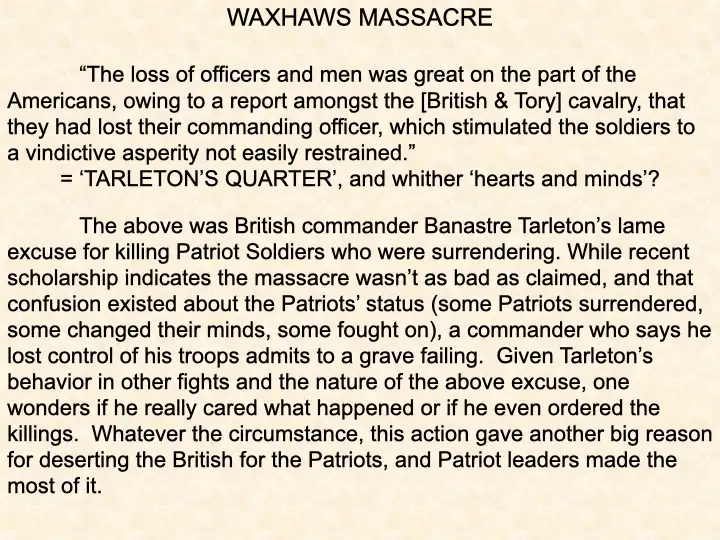 WAXHAWS MASSACRE
“The loss of officers and men was great on the part of the
Americans, owing to a report amongst the [British & Tory] cavalry, that
they had lost their commanding officer, which stimulated the soldiers to
a vindictive asperity not easily restrained.”
= ‘TARLETON’S QUARTER’, and whither ‘hearts and minds’?
The above was British commander Banastre Tarleton’s lame
excuse for killing Patriot Soldiers who were surrendering. While recent
scholarship indicates the massacre wasn’t as bad as claimed, and that
confusion existed about the Patriots’ status (some Patriots surrendered,
some changed their minds, some fought on), a commander who says he
lost control of his troops admits to a grave failing.  Given Tarleton’s
behavior in other fights and the nature of the above excuse, one
wonders if he really cared what happened or if he even ordered the
killings.  Whatever the circumstance, this action gave another big reason
for deserting the British for the Patriots, and Patriot leaders made the
most of it.